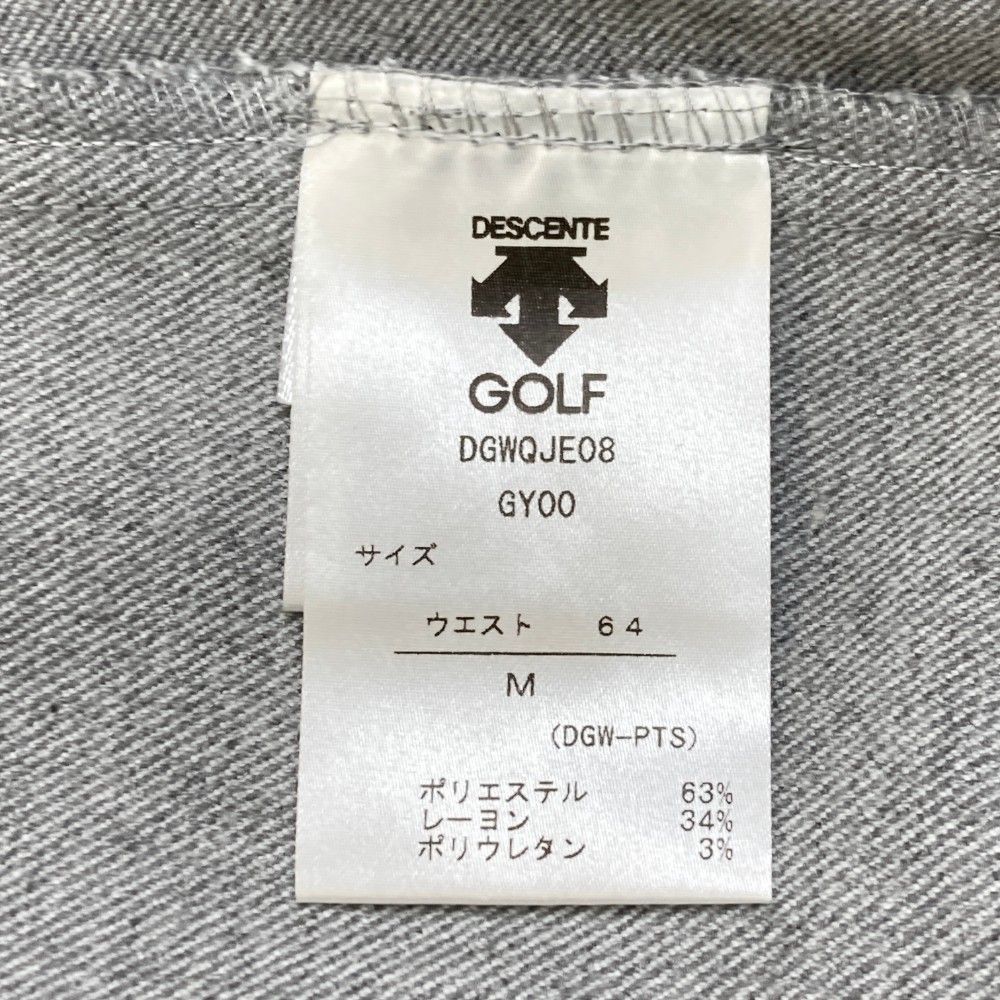 DESCENTE
GOLF
DGWQJE08
GY00
サイズ
ウエスト 64
M
(DGW-PTS)
ポリエステル 63%
レーヨン 34%
ポリウレタン 3%